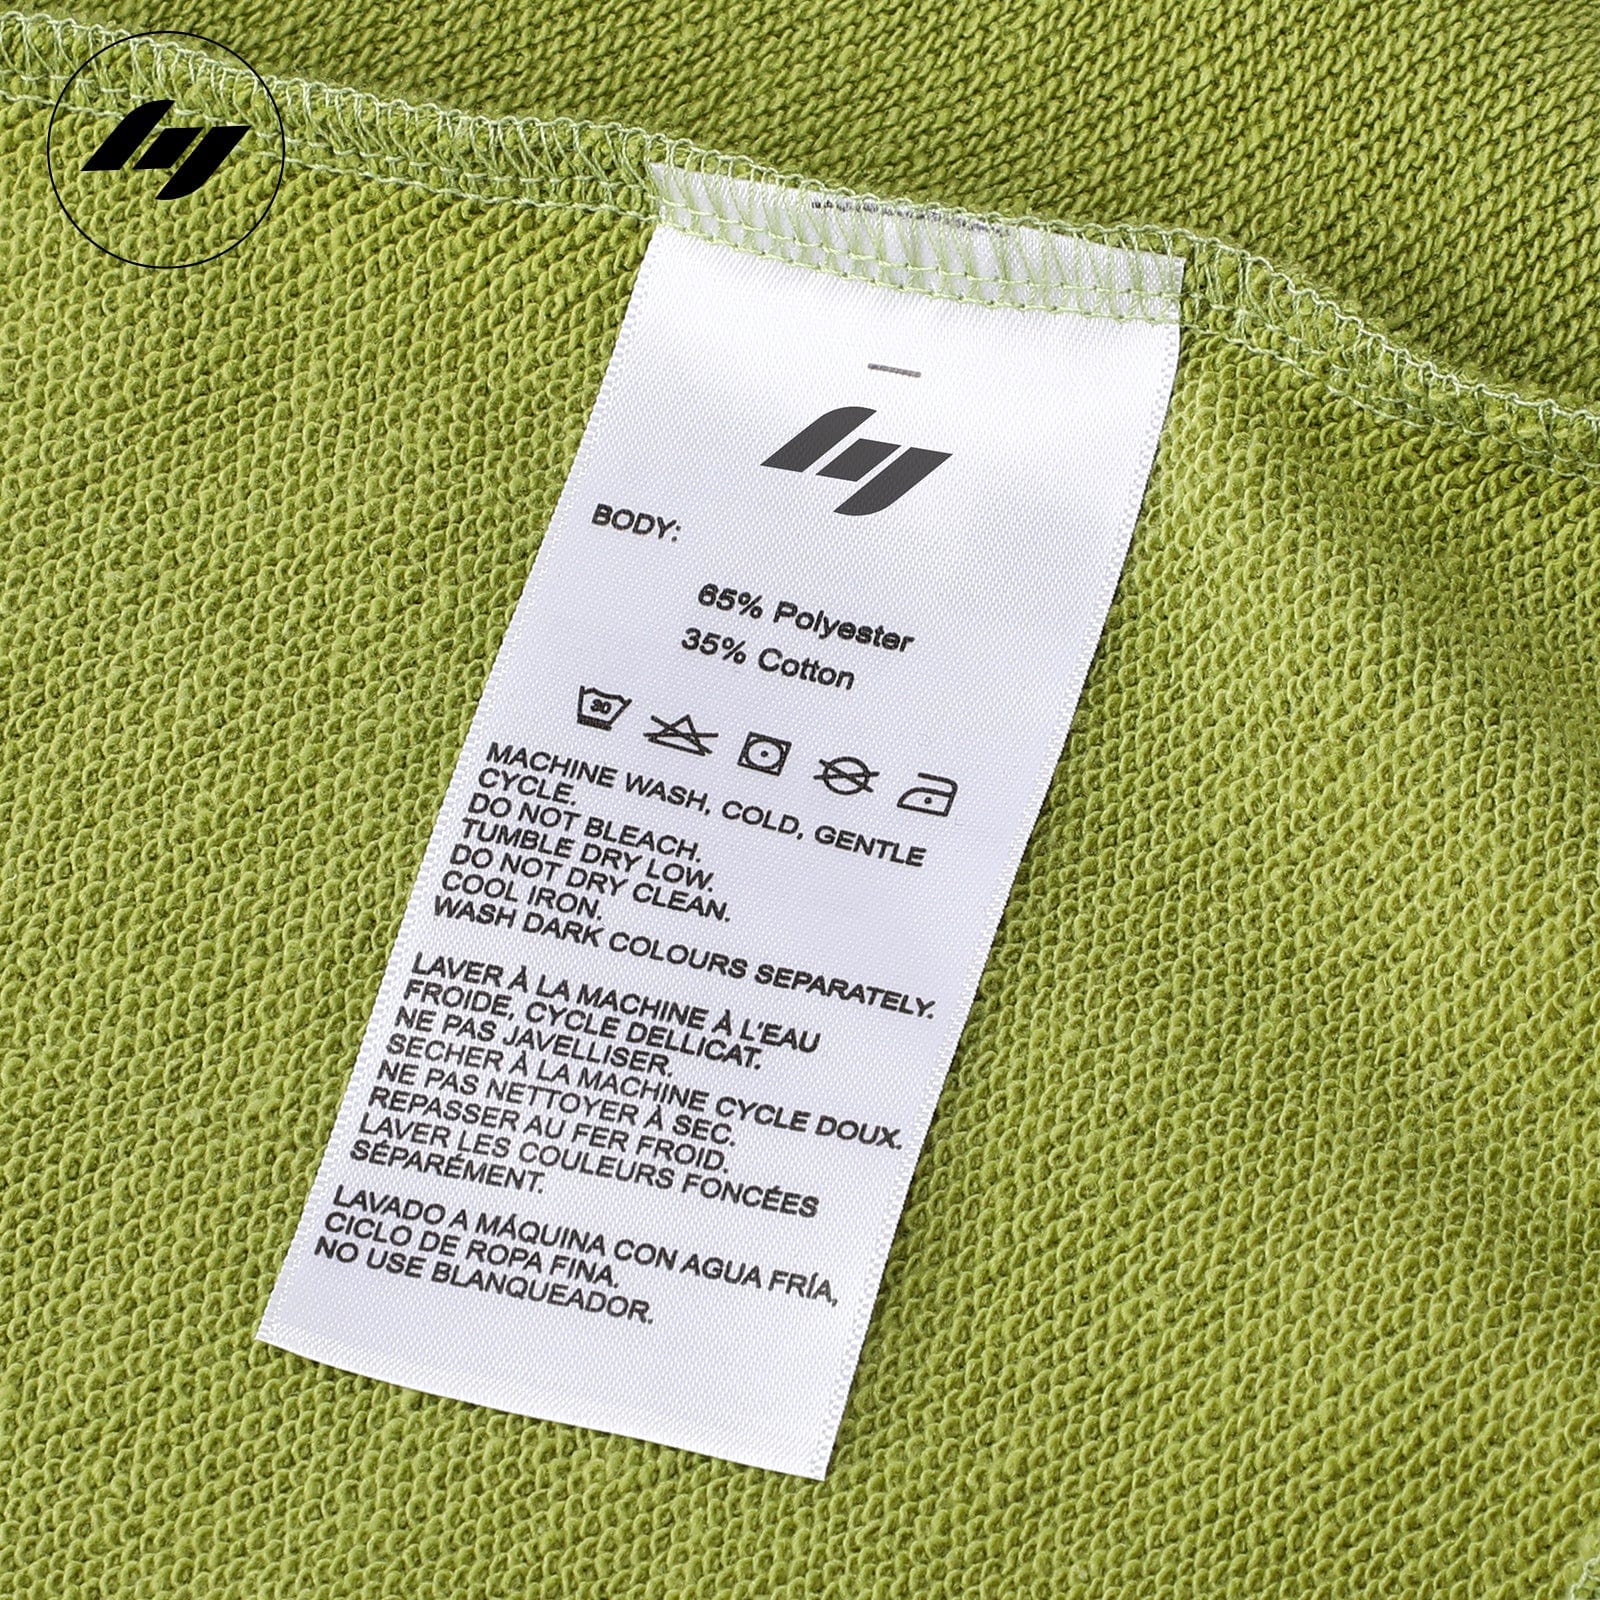 BODY:
65% Polyester
35% Cotton
30
MACHINE WASH, COLD, GENTLE
CYCLE.
DO NOT BLEACH.
TUMBLE DRY LOW.
DO NOT DRY CLEAN.
COOL IRON.
WASH DARK COLOURS SEPARATELY.
LAVER À LA MACHINE À L'EAU
FROIDE, CYCLE DELLICAT.
NE PAS JAVELLISER.
SECHER À LA MACHINE CYCLE DOUX.
NE PAS NETTOYER À SEC.
REPASSER AU FER FROID.
LAVER LES COULEURS FONCÉES
SÉPARÉMENT.
LAVADO A MÁQUINA CON AGUA FRÍA,
CICLO DE ROPA FINA.
NO USE BLANQUEADOR.